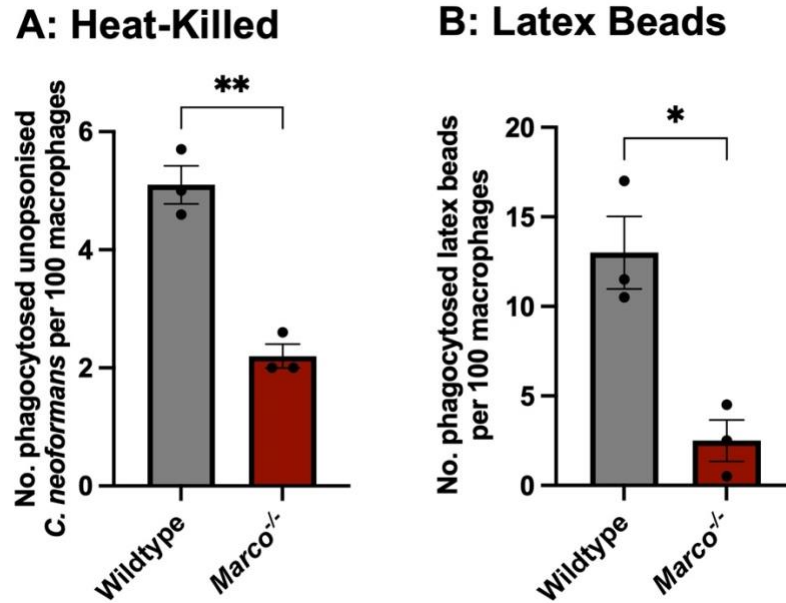 A: Heat-Killed
No. phagocytosed unopsonised
C. neoformans per 100 macrophages
6
4
2
0
**
Wildtype
Marco-/-
B: Latex Beads
No. phagocytosed latex beads
per 100 macrophages
20
15
10
5
0
*
Wildtype
Marco-/-